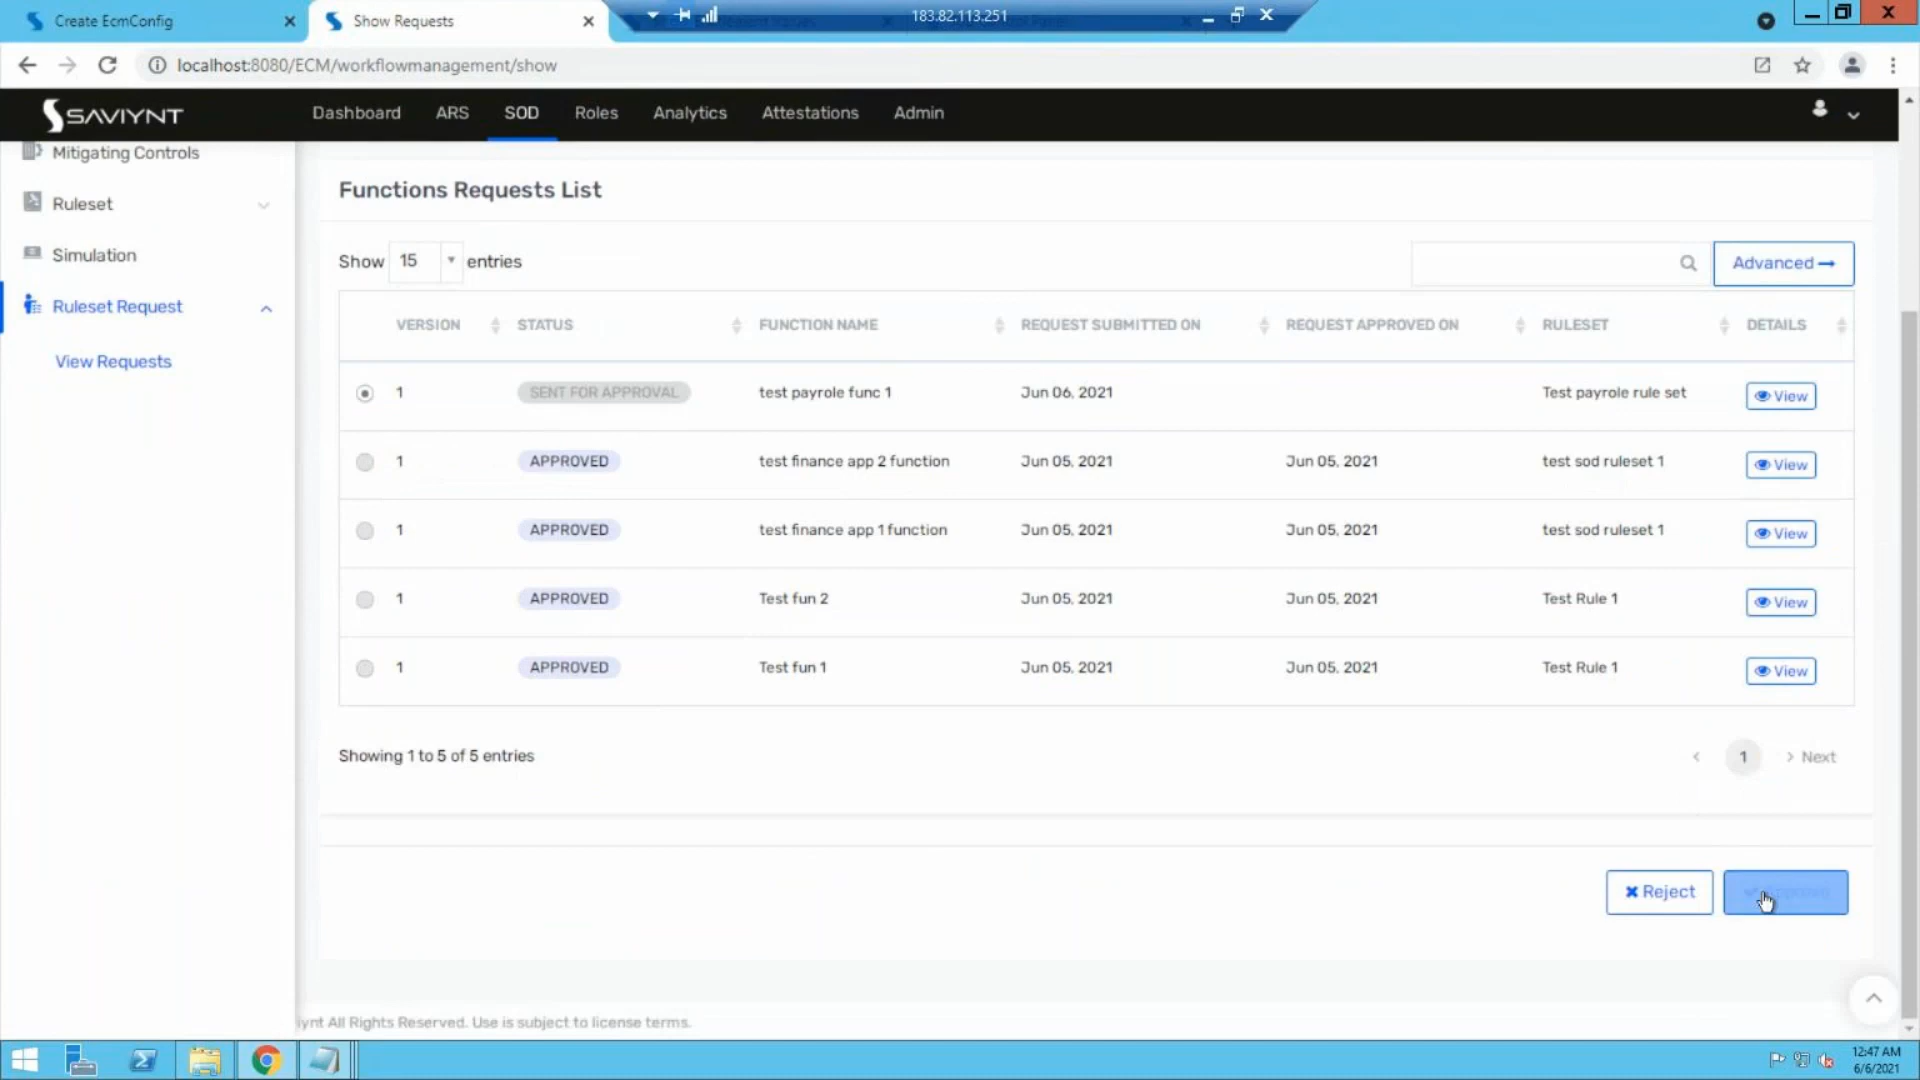 Create EcmConfig
Show Requests
183.82.113.251
localhost:8080/ECM/workflowmanagement/show
SAVIYNT
Dashboard ARS SOD Roles Analytics Attestations Admin
Mitigating Controls
Ruleset
Simulation
Ruleset Request
View Requests
Functions Requests List
Show 15 entries
Advanced
VERSION STATUS FUNCTION NAME REQUEST SUBMITTED ON REQUEST APPROVED ON RULESET DETAILS
1 SENT FOR APPROVAL test payrole func 1 Jun 06, 2021 Test payrole rule set View
1 APPROVED test finance app 2 function Jun 05, 2021 Jun 05, 2021 test sod ruleset 1 View
1 APPROVED test finance app 1 function Jun 05, 2021 Jun 05, 2021 test sod ruleset 1 View
1 APPROVED Test fun 2 Jun 05, 2021 Jun 05, 2021 Test Rule 1 View
1 APPROVED Test fun 1 Jun 05, 2021 Jun 05, 2021 Test Rule 1 View
Showing 1 to 5 of 5 entries
1 Next
Reject
iynt All Rights Reserved. Use is subject to license terms.
12:47 AM
6/6/2021